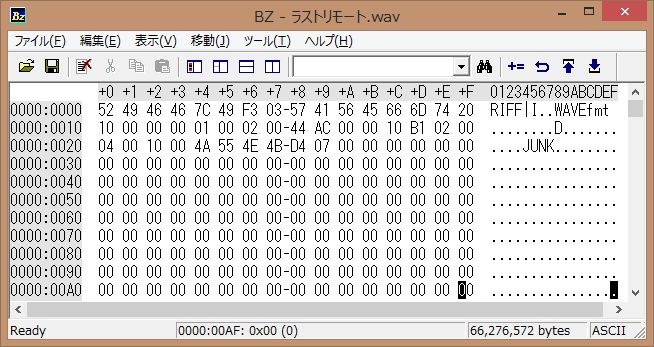 BZ - ラストリモート.wav
ファイル(F) 編集(E) 表示(V) 移動(J) ツール(T) ヘルプ(H)
+0 +1 +2 +3 +4 +5 +6 +7 +8 +9 +A +B +C +D +E +F 0123456789ABCDEF
0000:0000 52 49 46 46 7C 49 F3 03-57 41 56 45 66 6D 74 20 RIFF|I..WAVEfmt
0000:0010 10 00 00 00 01 00 02 00-44 AC 00 00 10 B1 02 00 ........D.......
0000:0020 04 00 10 00 4A 55 4E 4B-D4 07 00 00 00 00 00 00 ....JUNK........
0000:0030 00 00 00 00 00 00 00 00-00 00 00 00 00 00 00 00 ................
0000:0040 00 00 00 00 00 00 00 00-00 00 00 00 00 00 00 00 ................
0000:0050 00 00 00 00 00 00 00 00-00 00 00 00 00 00 00 00 ................
0000:0060 00 00 00 00 00 00 00 00-00 00 00 00 00 00 00 00 ................
0000:0070 00 00 00 00 00 00 00 00-00 00 00 00 00 00 00 00 ................
0000:0080 00 00 00 00 00 00 00 00-00 00 00 00 00 00 00 00 ................
0000:0090 00 00 00 00 00 00 00 00-00 00 00 00 00 00 00 00 ................
0000:00A0 00 00 00 00 00 00 00 00-00 00 00 00 00 00 00 00 ................
Ready 0000:00AF: 0x00 (0) 66,276,572 bytes ASCII